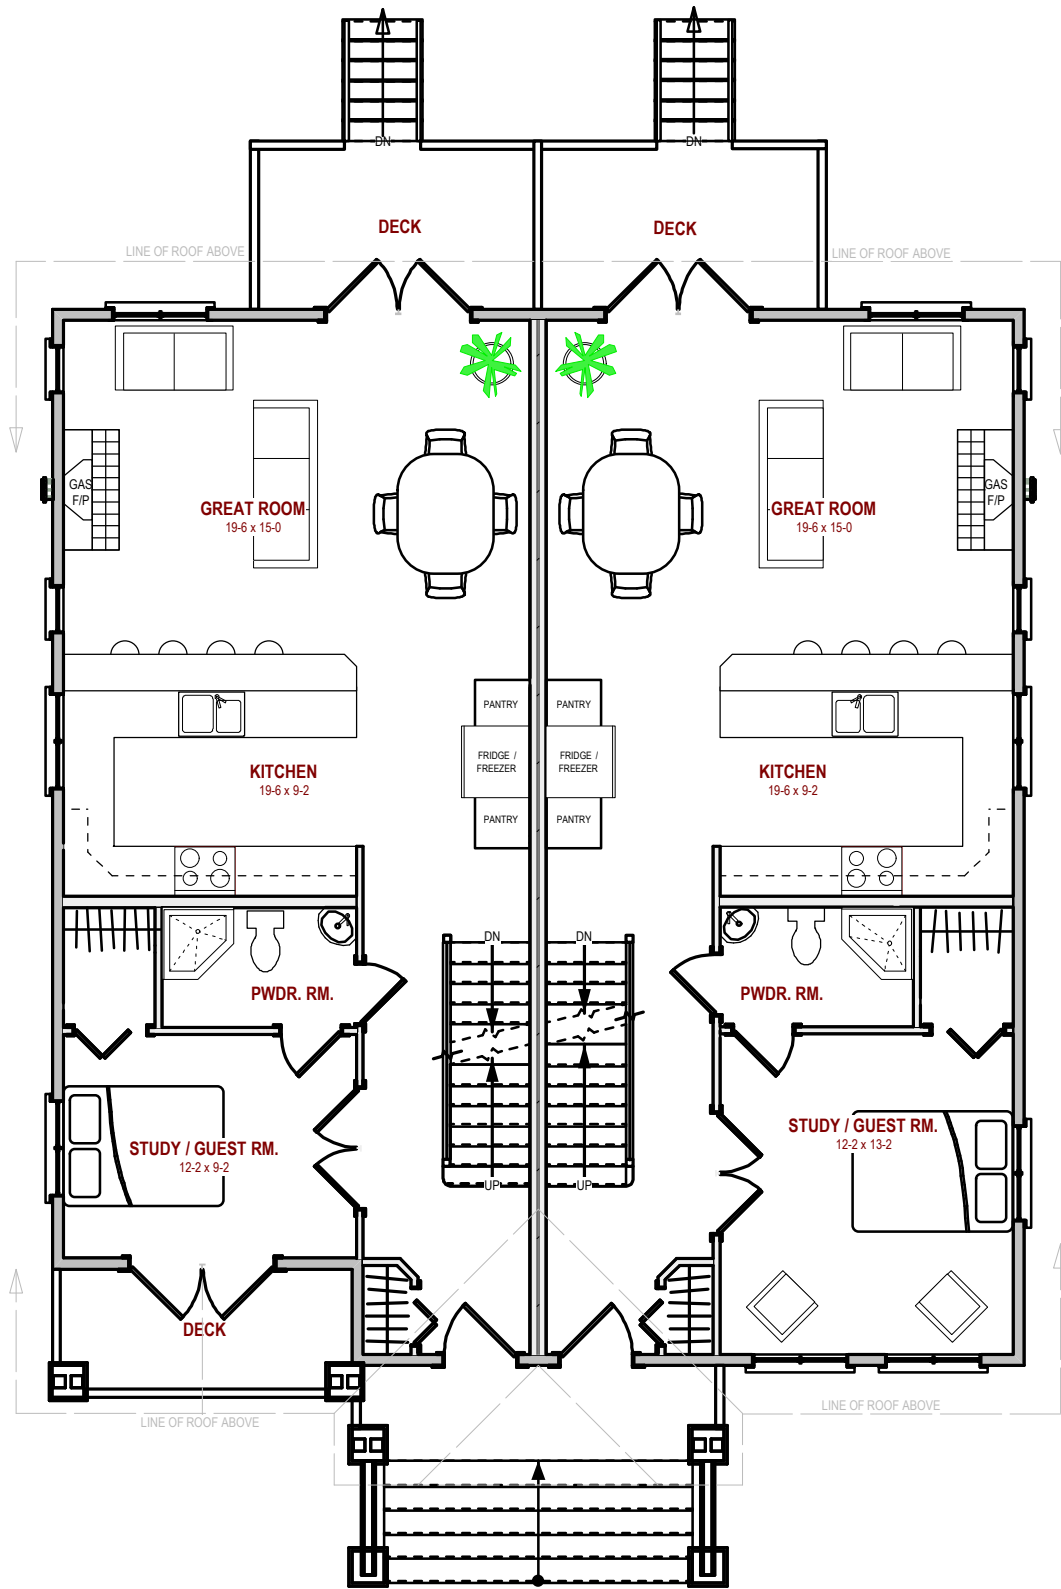 DN
DN
DECK
DECK
LINE OF ROOF ABOVE
LINE OF ROOF ABOVE
GAS
F/P
GREAT ROOM
19-6 x 15-0
GREAT ROOM
19-6 x 15-0
GAS
F/P
PANTRY
PANTRY
FRIDGE /
FREEZER
FRIDGE /
FREEZER
KITCHEN
19-6 x 9-2
KITCHEN
19-6 x 9-2
PANTRY
PANTRY
DN
DN
PWDR. RM.
PWDR. RM.
STUDY / GUEST RM.
12-2 x 9-2
STUDY / GUEST RM.
12-2 x 13-2
UP
UP
DECK
LINE OF ROOF ABOVE
LINE OF ROOF ABOVE